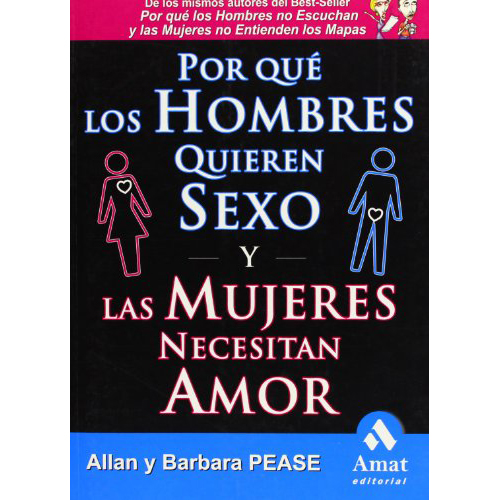 De los mismos autores del Best-Seller
Por qué los Hombres no Escuchan
y las Mujeres no Entienden los Mapas
POR QUÉ
LOS HOMBRES
QUIEREN
SEXO
Y
LAS MUJERES
NECESITAN
AMOR
Allan y Barbara PEASE
Amat
editorial